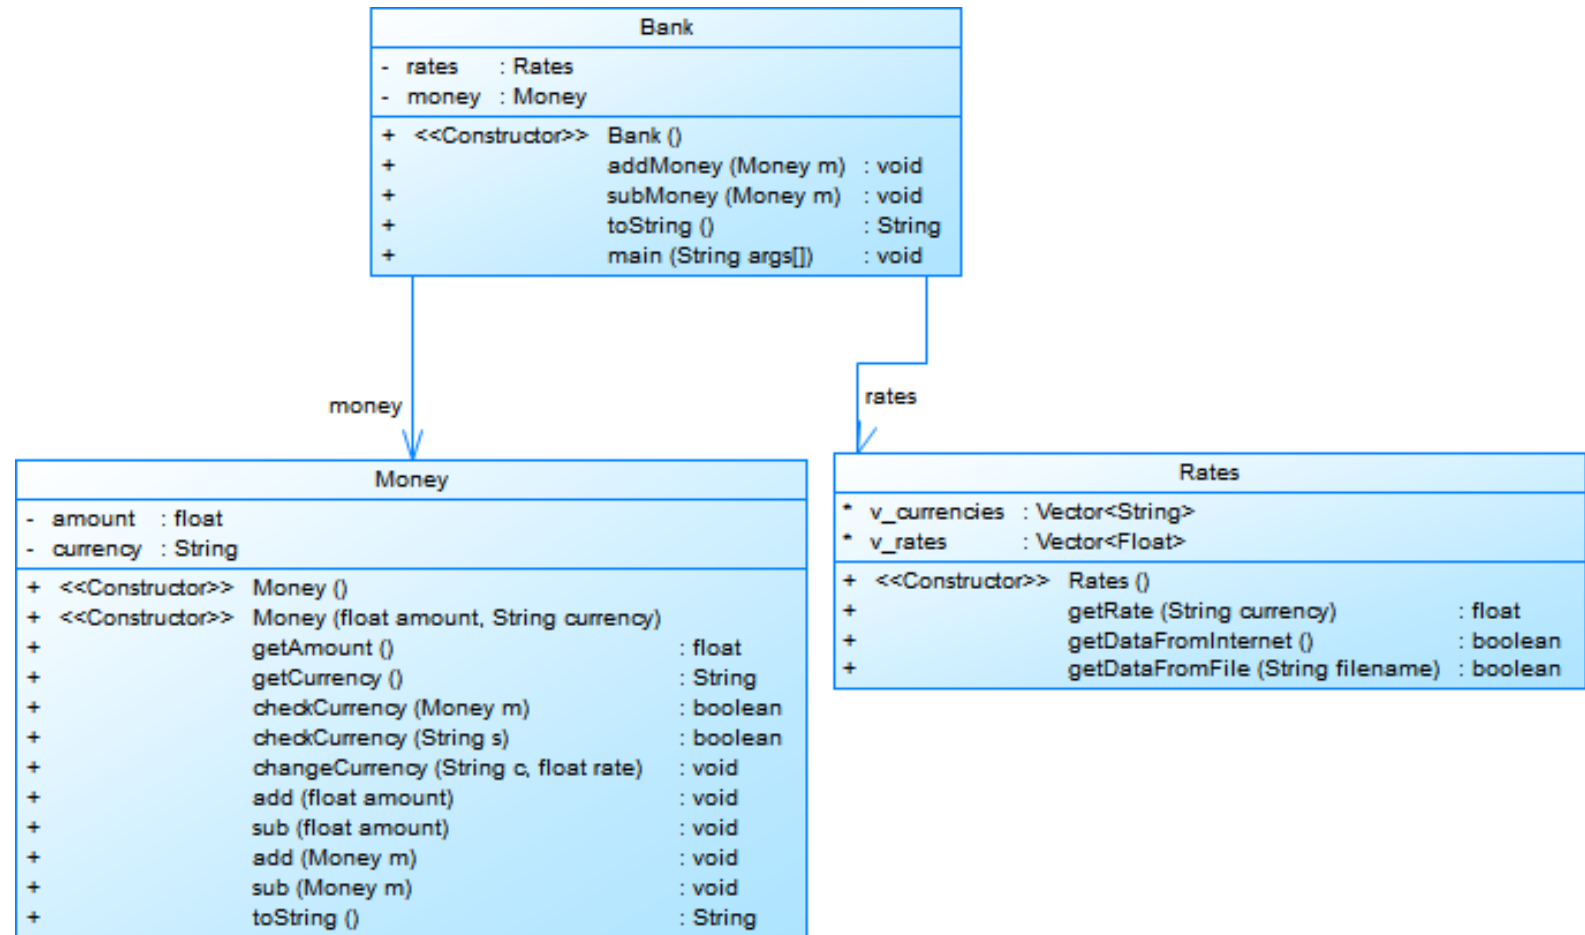 Bank
- rates : Rates
- money : Money
+ <<Constructor>> Bank ()
+ addMoney (Money m) : void
+ subMoney (Money m) : void
+ toString () : String
+ main (String args[]) : void
money
rates
Money
- amount : float
- currency : String
+ <<Constructor>> Money ()
+ <<Constructor>> Money (float amount, String currency)
+ getAmount () : float
+ getCurrency () : String
+ checkCurrency (Money m) : boolean
+ checkCurrency (String s) : boolean
+ changeCurrency (String c, float rate) : void
+ add (float amount) : void
+ sub (float amount) : void
+ add (Money m) : void
+ sub (Money m) : void
+ toString () : String
Rates
* v_currencies : Vector<String>
* v_rates : Vector<Float>
+ <<Constructor>> Rates ()
+ getRate (String currency) : float
+ getDataFromInternet () : boolean
+ getDataFromFile (String filename) : boolean